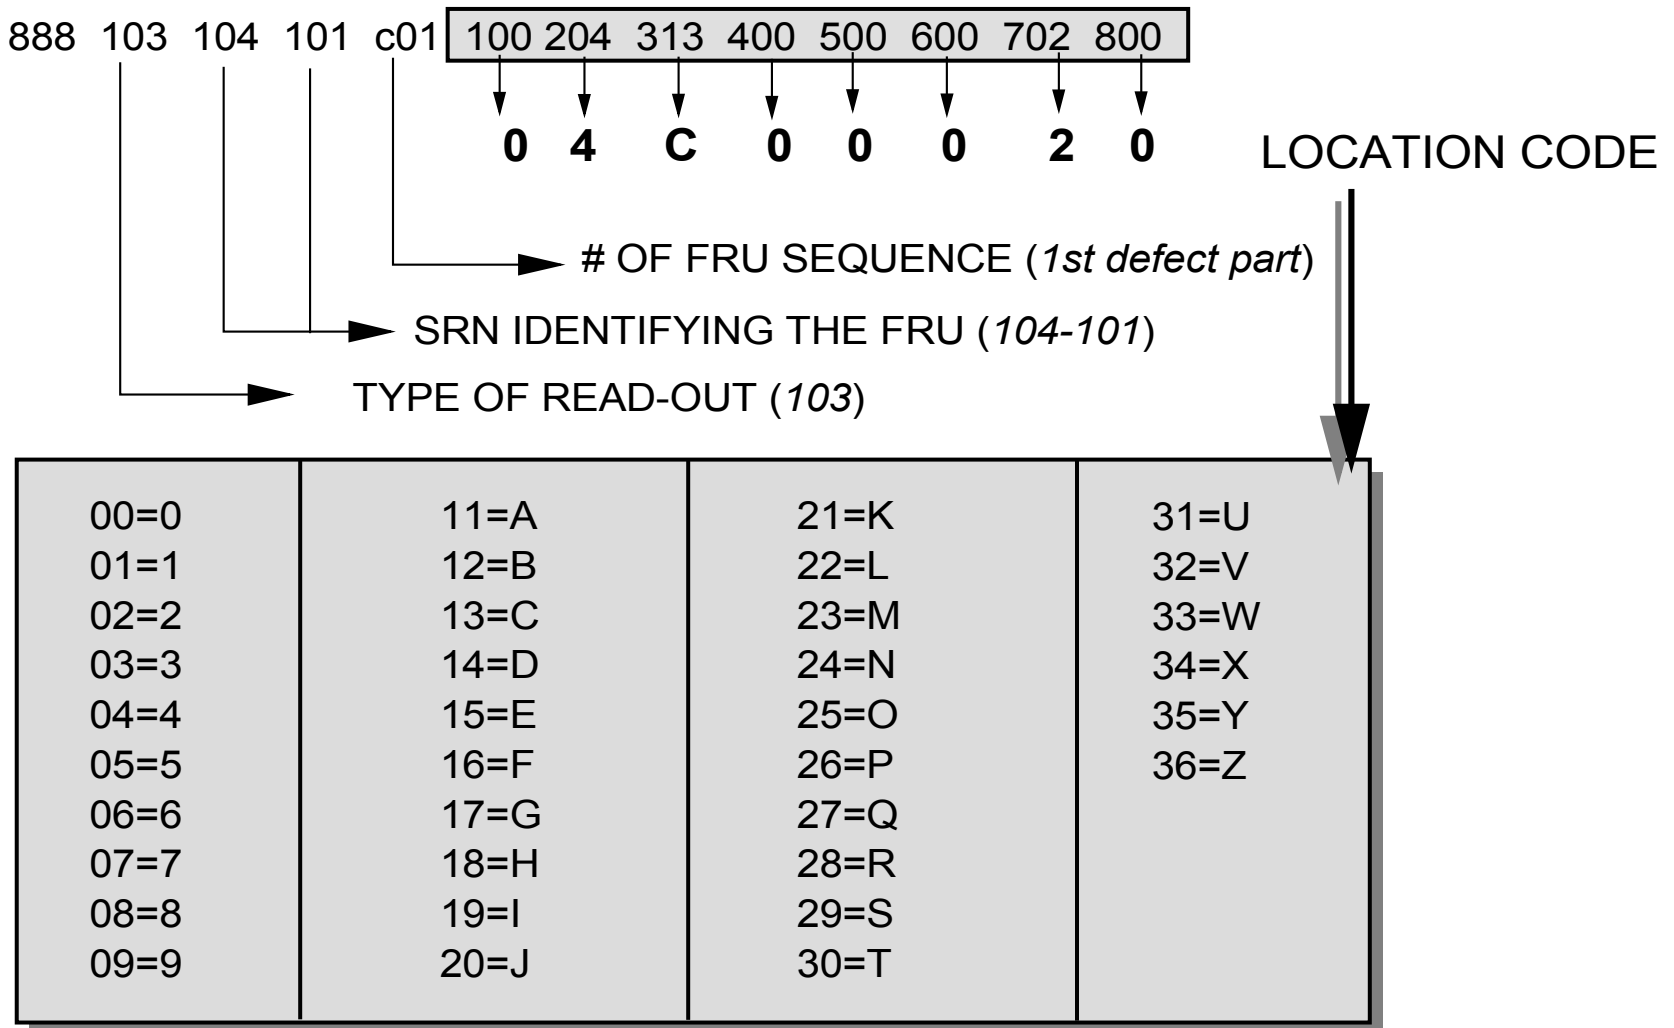 888 103 104 101 c01 100 204 313 400 500 600 702 800
0 4 C 0 0 0 2 0
LOCATION CODE
# OF FRU SEQUENCE (1st defect part)
SRN IDENTIFYING THE FRU (104-101)
TYPE OF READ-OUT (103)
00=0 11=A 21=K 31=U
01=1 12=B 22=L 32=V
02=2 13=C 23=M 33=W
03=3 14=D 24=N 34=X
04=4 15=E 25=O 35=Y
05=5 16=F 26=P 36=Z
06=6 17=G 27=Q
07=7 18=H 28=R
08=8 19=I 29=S
09=9 20=J 30=T